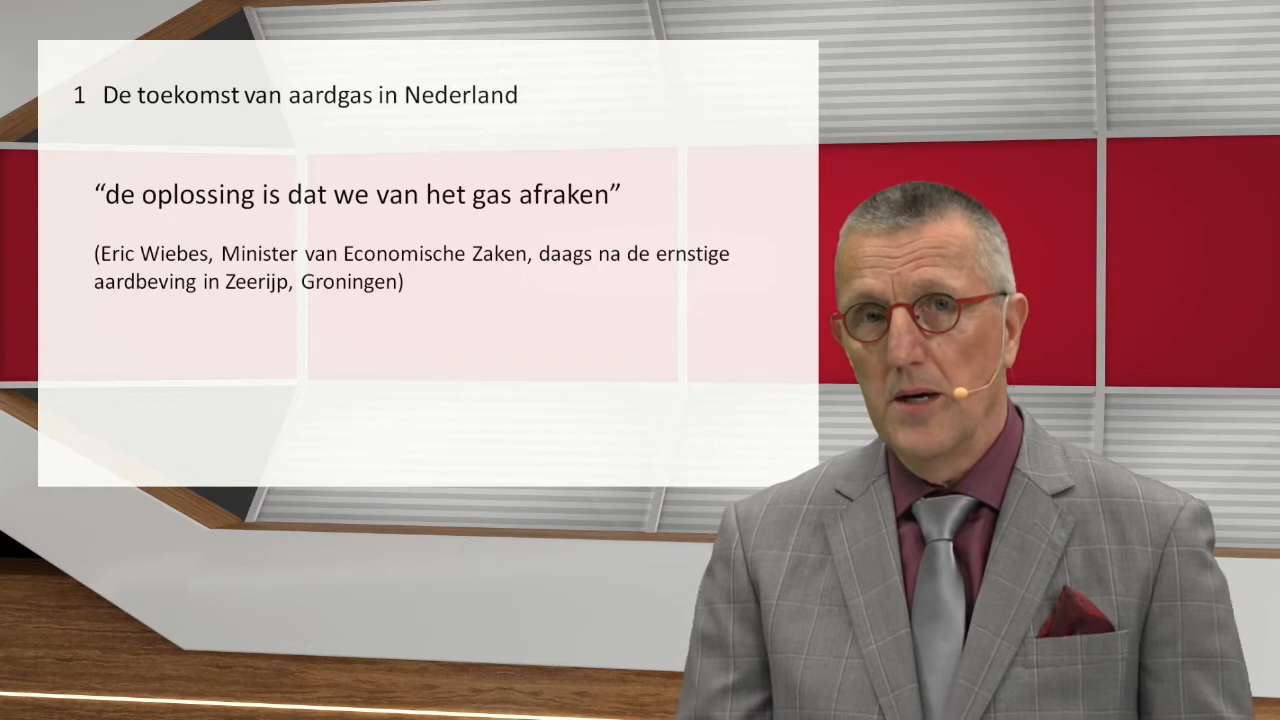 1 De toekomst van aardgas in Nederland
“de oplossing is dat we van het gas afraken”
(Eric Wiebes, Minister van Economische Zaken, daags na de ernstige
aardbeving in Zeerijp, Groningen)